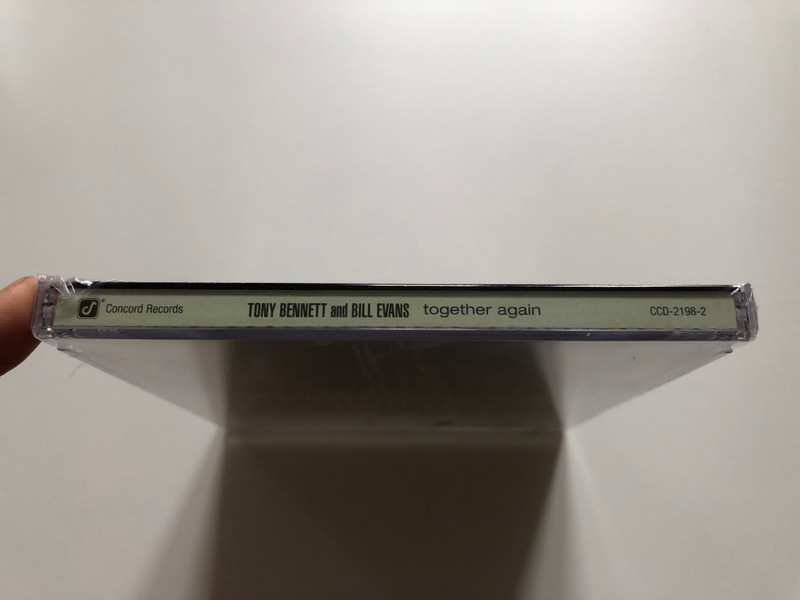 Concord Records TONY BENNETT and BILL EVANS together again CCD-2198-2